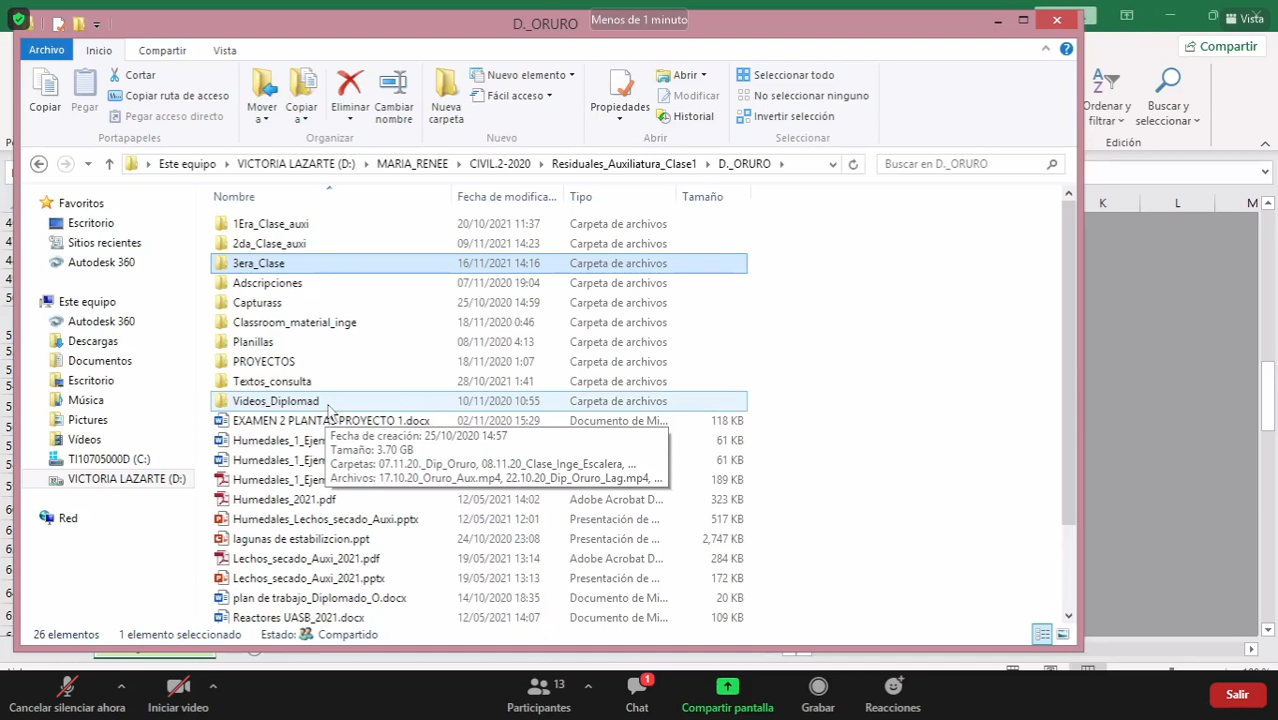 D._ORURO
Menos de 1 minuto
Vista
Archivo Inicio Compartir Vista
Compartir
Copiar
Pegar
Cortar
Copiar ruta de acceso
Pegar acceso directo
Portapapeles
Mover a
Copiar a
Eliminar
Cambiar nombre
Organizar
Nueva carpeta
Nuevo elemento
Fácil acceso
Nuevo
Propiedades
Abrir
Modificar
Historial
Abrir
Seleccionar todo
No seleccionar ninguno
Invertir selección
Seleccionar
Ordenar y filtrar
Buscar y seleccionar
Edición
Este equipo VICTORIA LAZARTE (D:) MARIA_RENEE CIVIL.2-2020 Residuales_Auxiliatura_Clase1 D._ORURO
Buscar en D._ORURO
K L M
Favoritos
Escritorio
Sitios recientes
Autodesk 360
Este equipo
Autodesk 360
Descargas
Documentos
Escritorio
Música
Pictures
Vídeos
TI10705000D (C:)
VICTORIA LAZARTE (D:)
Red
Nombre Fecha de modifica... Tipo Tamaño
1Era_Clase_auxi 20/10/2021 11:37 Carpeta de archivos
2da_Clase_auxi 09/11/2021 14:23 Carpeta de archivos
3era_Clase 16/11/2021 14:16 Carpeta de archivos
Adscripciones 07/11/2020 19:04 Carpeta de archivos
Capturass 25/10/2020 14:59 Carpeta de archivos
Classroom_material_inge 18/11/2020 0:46 Carpeta de archivos
Planillas 08/11/2020 4:13 Carpeta de archivos
PROYECTOS 18/11/2020 1:07 Carpeta de archivos
Textos_consulta 28/10/2020 1:41 Carpeta de archivos
Videos_Diplomad 10/11/2020 10:55 Carpeta de archivos
EXAMEN 2 PLANTAS PROYECTO 1.docx 02/11/2020 15:29 Documento de Mi... 118 KB
Humedales_1_Ejem 61 KB
Humedales_1_Ejem 61 KB
Humedales_1_Ejem 189 KB
Fecha de creación: 25/10/2020 14:57
Tamaño: 3.70 GB
Carpetas: 07.11.20._Dip_Oruro, 08.11.20_Clase_Inge_Escalera, ...
Archivos: 17.10.20_Oruro_Aux.mp4, 22.10.20_Dip_Oruro_Lag.mp4, ...
Humedales_2021.pdf 12/05/2021 14:02 Adobe Acrobat D... 323 KB
Humedales_Lechos_secado_Auxi.pptx 12/05/2021 12:01 Presentación de ... 517 KB
lagunas de estabilizcion.ppt 24/10/2020 23:08 Presentación de ... 2,747 KB
Lechos_secado_Auxi_2021.pdf 19/05/2021 13:14 Adobe Acrobat D... 284 KB
Lechos_secado_Auxi_2021.pptx 19/05/2021 13:13 Presentación de ... 172 KB
plan de trabajo_Diplomado_O.docx 14/10/2020 18:35 Documento de Mi... 20 KB
Reactores UASB_2021.docx 12/05/2021 14:07 Documento de Mi... 109 KB
26 elementos 1 elemento seleccionado Estado: Compartido
Cancelar silenciar ahora
Iniciar video
13
Participantes
1
Chat
Compartir pantalla
Grabar
Reacciones
Salir